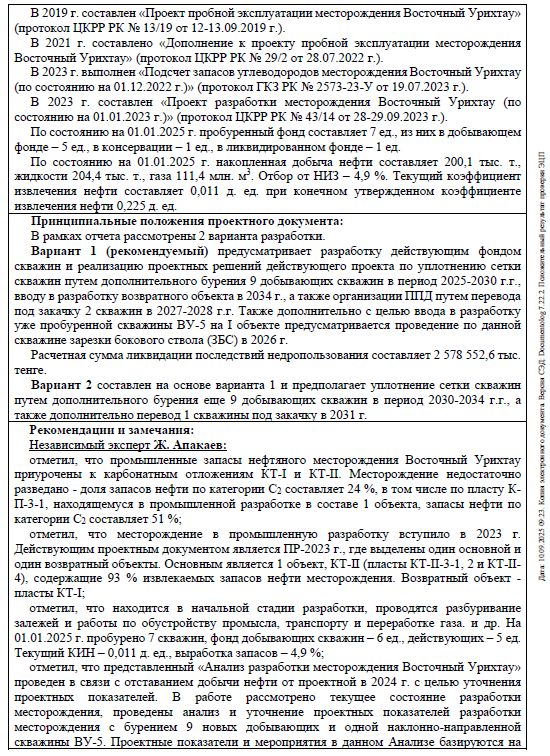 В 2019 г. составлен «Проект пробной эксплуатации месторождения Восточный Урихтау»
(протокол ЦКРР РК № 13/19 от 12-13.09.2019 г.).
В 2021 г. составлено «Дополнение к проекту пробной эксплуатации месторождения
Восточный Урихтау» (протокол ЦКРР РК № 29/2 от 28.07.2022 г.).
В 2023 г. выполнен «Подсчет запасов углеводородов месторождения Восточный Урихтау
(по состоянию на 01.12.2022 г.)» (протокол ГКЗ РК № 2573-23-У от 19.07.2023 г.).
В 2023 г. составлен «Проект разработки месторождения Восточный Урихтау (по
состоянию на 01.01.2023 г.)» (протокол ЦКРР РК № 43/14 от 28-29.09.2023 г.).
По состоянию на 01.01.2025 г. пробуренный фонд составляет 7 ед., из них в добывающем
фонде – 5 ед., в консервации – 1 ед., в ликвидированном фонде – 1 ед.
По состоянию на 01.01.2025 г. накопленная добыча нефти составляет 200,1 тыс. т.,
жидкости 204,4 тыс. т., газа 111,4 млн. м³. Отбор от НИЗ – 4,9 %. Текущий коэффициент
извлечения нефти составляет 0,011 д. ед. при конечном утвержденном коэффициенте
извлечения нефти 0,225 д. ед.
Принципиальные положения проектного документа:
В рамках отчета рассмотрены 2 варианта разработки.
Вариант 1 (рекомендуемый) предусматривает разработку действующим фондом
скважин и реализацию проектных решений действующего проекта по уплотнению сетки
скважин путем дополнительного бурения 9 добывающих скважин в период 2025-2030 г.г.,
вводу в разработку возвратного объекта в 2034 г., а также организации ППД путем перевода
под закачку 2 скважин в 2027-2028 г.г. Также дополнительно с целью ввода в разработку
уже пробуренной скважины ВУ-5 на I объекте предусматривается проведение по данной
скважине зарезки бокового ствола (ЗБС) в 2026 г.
Расчетная сумма ликвидации последствий недропользования составляет 2 578 552,6 тыс.
тенге.
Вариант 2 составлен на основе варианта 1 и предполагает уплотнение сетки скважин
путем дополнительного бурения еще 9 добывающих скважин в период 2030-2034 г.г., а
также дополнительно перевод 1 скважины под закачку в 2031 г.
Рекомендации и замечания:
Независимый эксперт Ж. Апакаев:
отметил, что промышленные запасы нефтяного месторождения Восточный Урихтау
приурочены к карбонатным отложениям КТ-I и КТ-II. Месторождение недостаточно
разведано - доля запасов нефти по категории С₂ составляет 24 %, в том числе по пласту К-
П-3-1, находящемуся в промышленной разработке в составе 1 объекта, запасы нефти по
категории С₂ составляет 51 %;
отметил, что месторождение в промышленную разработку вступило в 2023 г.
Действующим проектным документом является ПР-2023 г., где выделены один основной и
один возвратный объекты. Основным является 1 объект, КТ-II (пласты КТ-II-3-1, 2 и КТ-II-
4), содержащие 93 % извлекаемых запасов нефти месторождения. Возвратный объект -
пласты КТ-I;
отметил, что находится в начальной стадии разработки, проводятся разбуривание
залежей и работы по обустройству промысла, транспорту и переработке газа. и др. На
01.01.2025 г. пробурено 7 скважин, фонд добывающих скважин – 6 ед., действующих – 5 ед.
Текущий КИН – 0,011 д. ед., выработка запасов – 4,9 %;
отметил что представленный «Анализ разработки месторождения Восточный Урихтау»
проведен в связи с отставанием добычи нефти от проектной в 2024 г. с целью уточнения
проектных показателей. В работе рассмотрено текущее состояние разработки
месторождения, проведены анализ и уточнение проектных показателей разработки
месторождения с бурением 9 новых добывающих и одной наклонно-направленной
скважины ВУ-5. Проектные показатели и мероприятия в данном Анализе базируются на
Дата: 10.09.2025 09:23. Копия электронного документа. Версия СЭД: Documentolog 7.22.2. Положительный результат проверки ЭЦП